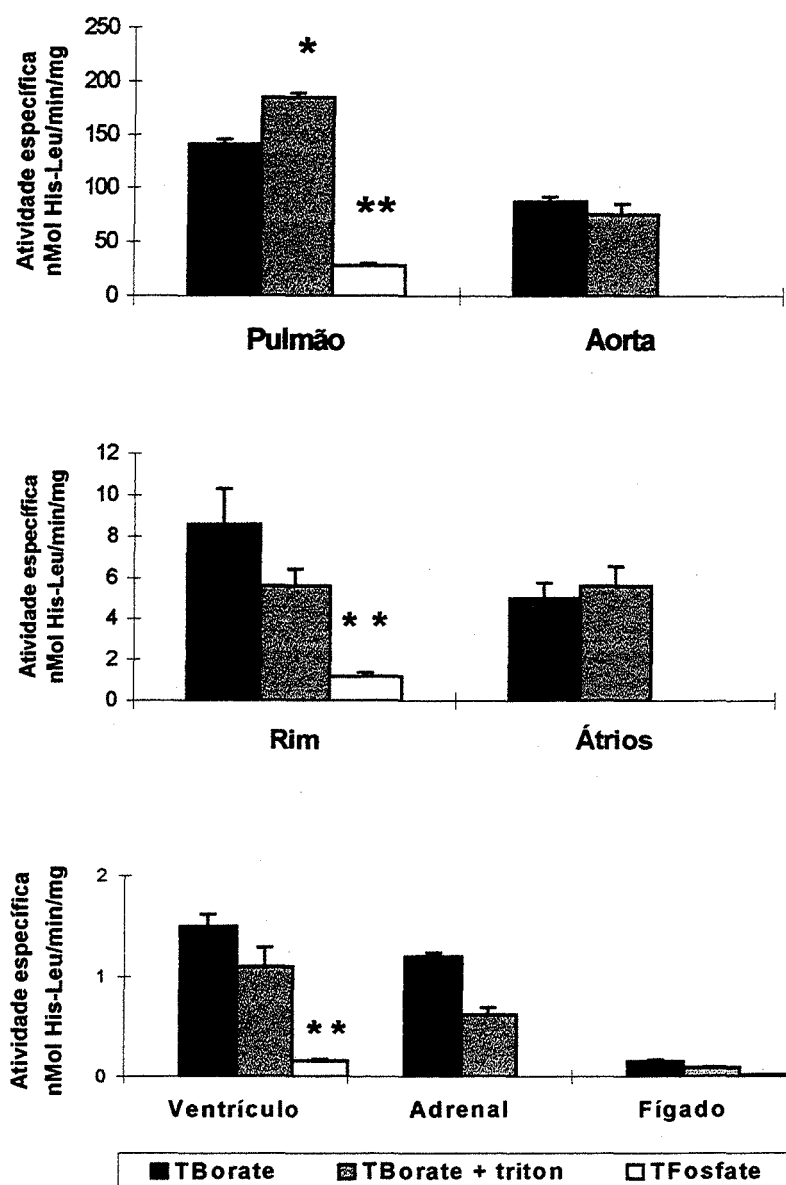 Atividade específica
nMol His-Leu/min/mg
250
200
150
100
50
0
*
**
Pulmão
Aorta
Atividade específica
nMol His-Leu/min/mg
12
10
8
6
4
2
0
* *
Rim
Átrios
Atividade específica
nMol His-Leu/min/mg
2
1
0
* *
Ventrículo
Adrenal
Fígado
TBorate
TBorate + triton
TFosfate